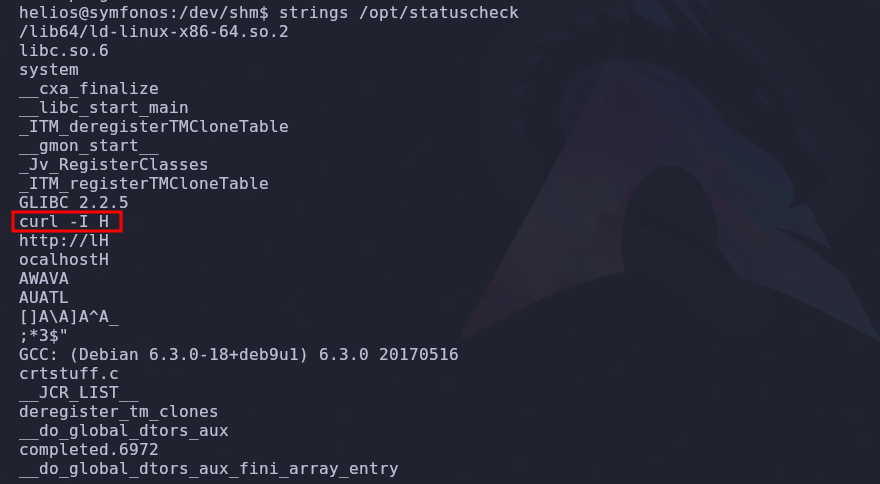 helios@symfonos:/dev/shm$ strings /opt/statuscheck
/lib64/ld-linux-x86-64.so.2
libc.so.6
system
__cxa_finalize
__libc_start_main
_ITM_deregisterTMCloneTable
__gmon_start__
_Jv_RegisterClasses
_ITM_registerTMCloneTable
GLIBC_2.2.5
curl -I H
http://lH
ocalhostH
AWAVA
AUATL
[]A\A]A^A_
;*3$"
GCC: (Debian 6.3.0-18+deb9u1) 6.3.0 20170516
crtstuff.c
__JCR_LIST__
deregister_tm_clones
__do_global_dtors_aux
completed.6972
__do_global_dtors_aux_fini_array_entry